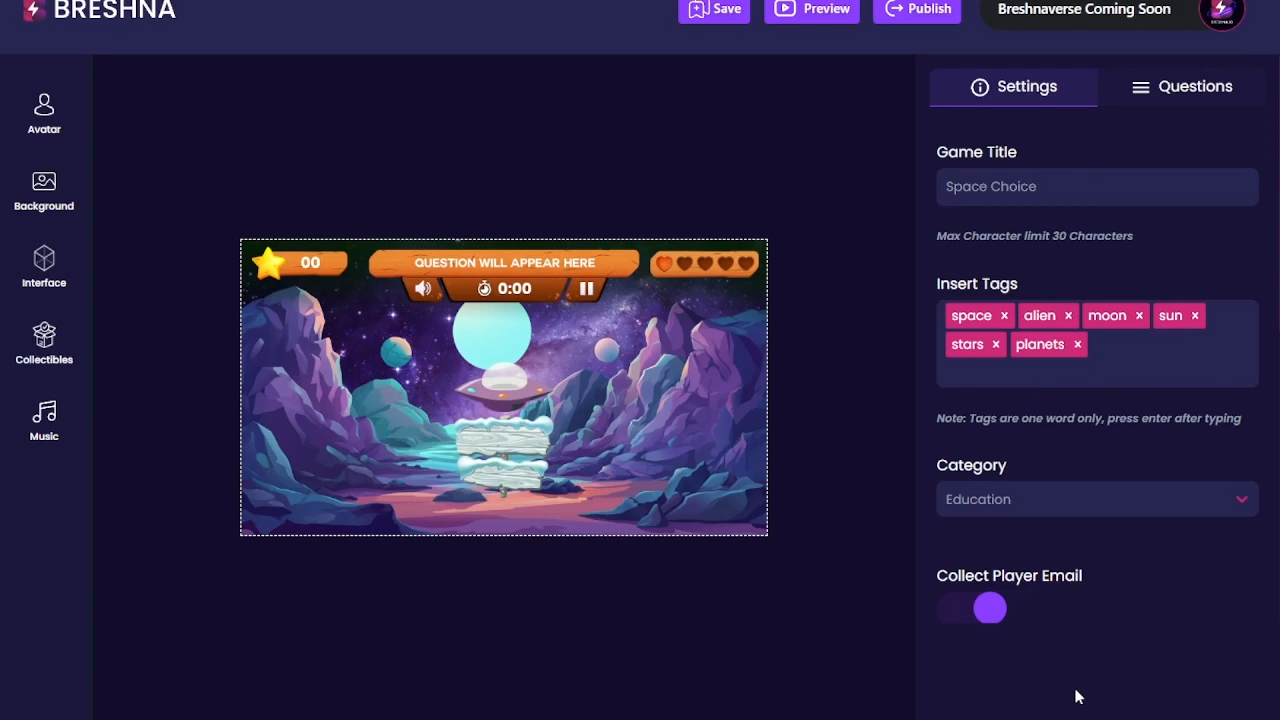 BRESHNA
Save
Preview
Publish
Breshnaverse Coming Soon
Avatar
Background
Interface
Collectibles
Music
00
QUESTION WILL APPEAR HERE
0:00
Settings
Questions
Game Title
Space Choice
Max Character limit 30 Characters
Insert Tags
space × alien × moon × sun ×
stars × planets ×
Note: Tags are one word only, press enter after typing
Category
Education
Collect Player Email